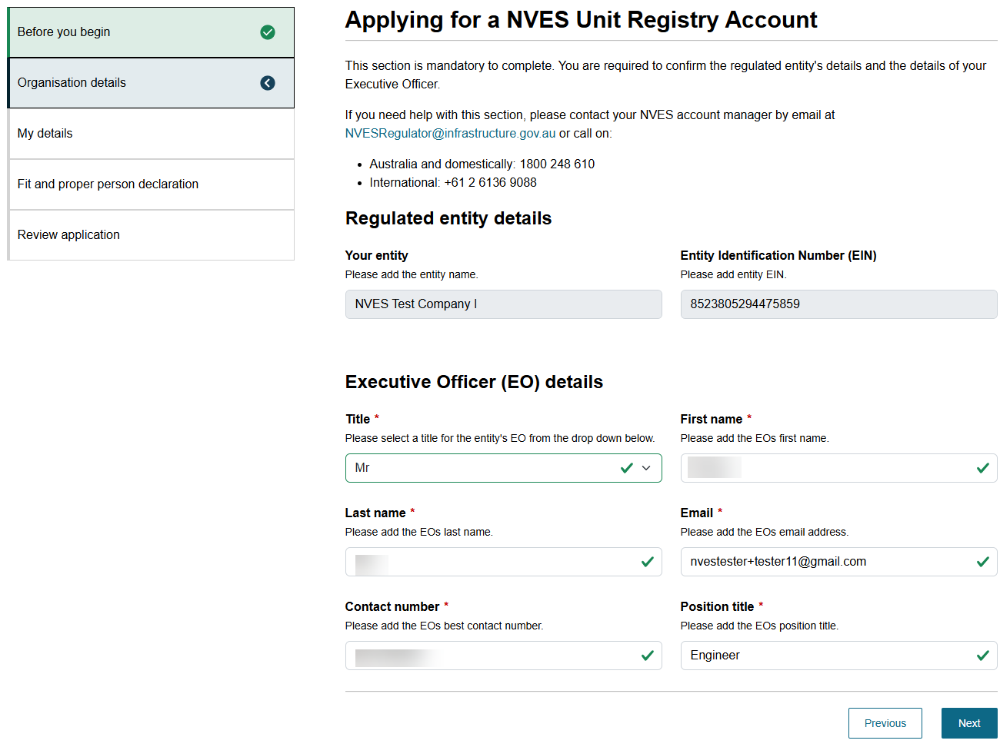 Before you begin
Organisation details
My details
Fit and proper person declaration
Review application
Applying for a NVES Unit Registry Account
This section is mandatory to complete. You are required to confirm the regulated entity's details and the details of your
Executive Officer.
If you need help with this section, please contact your NVES account manager by email at
NVESRegulator@infrastructure.gov.au or call on:
• Australia and domestically: 1800 248 610
• International: +61 2 6136 9088
Regulated entity details
Your entity
Please add the entity name.
NVES Test Company I
Entity Identification Number (EIN)
Please add entity EIN.
8523805294475859
Executive Officer (EO) details
Title *
Please select a title for the entity's EO from the drop down below.
Mr
First name *
Please add the EOs first name.
Last name *
Please add the EOs last name.
Email *
Please add the EOs email address.
nvestester+tester11@gmail.com
Contact number *
Please add the EOs best contact number.
Position title *
Please add the EOs position title.
Engineer
Previous
Next